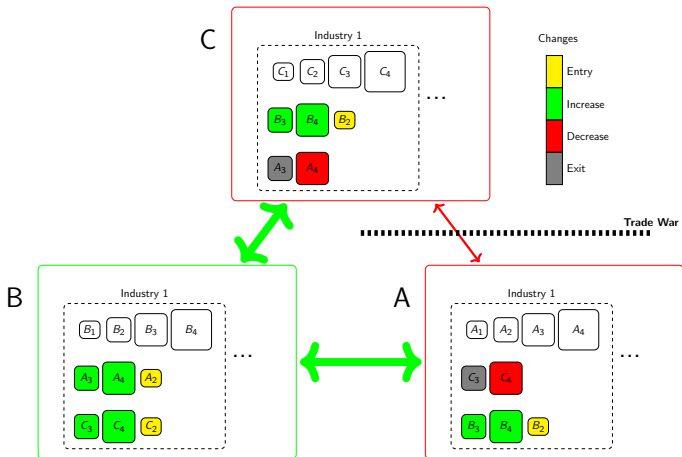 C
Industry 1
C1 C2 C3 C4
...
B3 B4 B2
A3 A4
Changes
Entry
Increase
Decrease
Exit
Trade War
B
Industry 1
B1 B2 B3 B4
...
A3 A4 A2
C3 C4 C2
A
Industry 1
A1 A2 A3 A4
...
C3 C4
B3 B4 B2